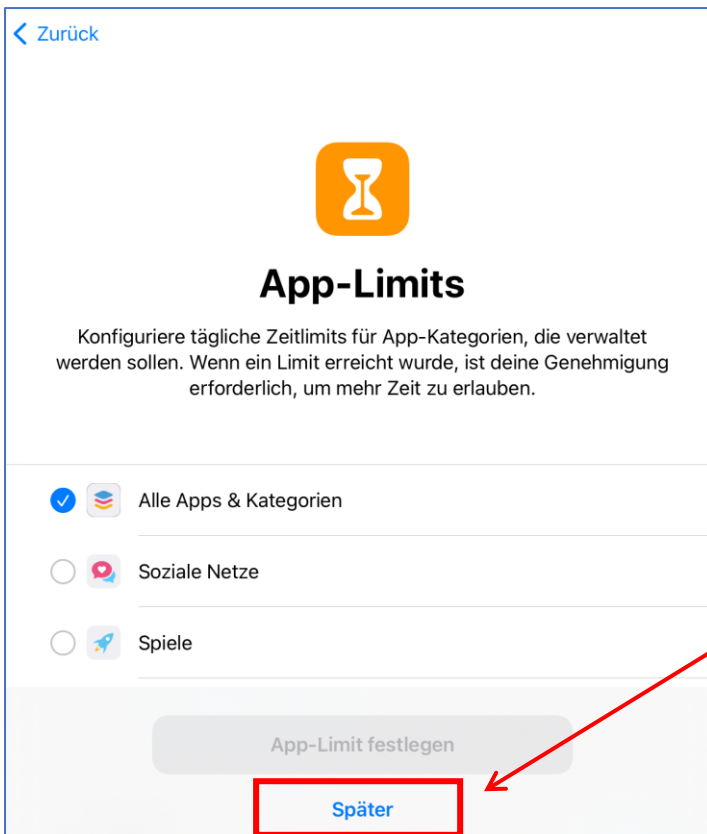 Zurück
App-Limits
Konfiguriere tägliche Zeitlimits für App-Kategorien, die verwaltet
werden sollen. Wenn ein Limit erreicht wurde, ist deine Genehmigung
erforderlich, um mehr Zeit zu erlauben.
Alle Apps & Kategorien
Soziale Netze
Spiele
App-Limit festlegen
Später